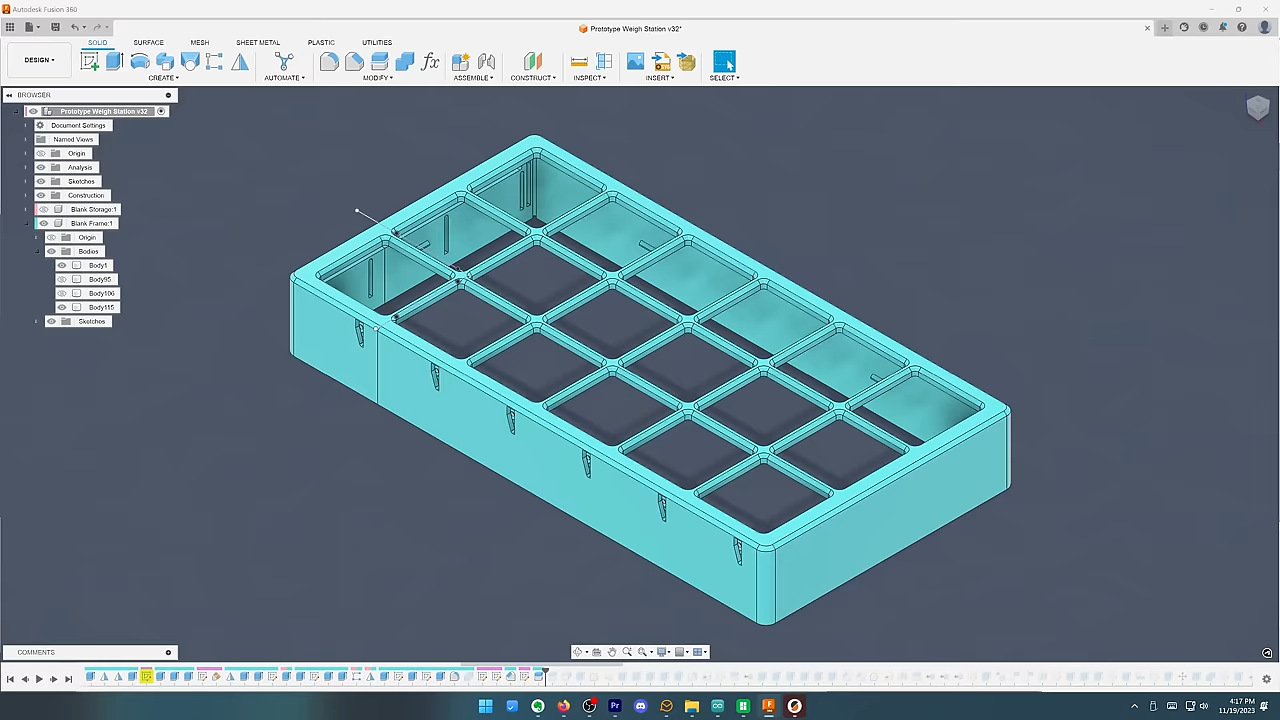 Autodesk Fusion 360
Prototype Weigh Station v32*
SOLID SURFACE MESH SHEET METAL PLASTIC UTILITIES
DESIGN
CREATE AUTOMATE MODIFY ASSEMBLE CONSTRUCT INSPECT INSERT SELECT
BROWSER
Prototype Weigh Station v32
Document Settings
Named Views
Origin
Analysis
Sketches
Construction
Blank Storage:1
Blank Frame:1
Origin
Bodies
Body1
Body95
Body106
Body115
Sketches
COMMENTS
4:17 PM
11/19/2023